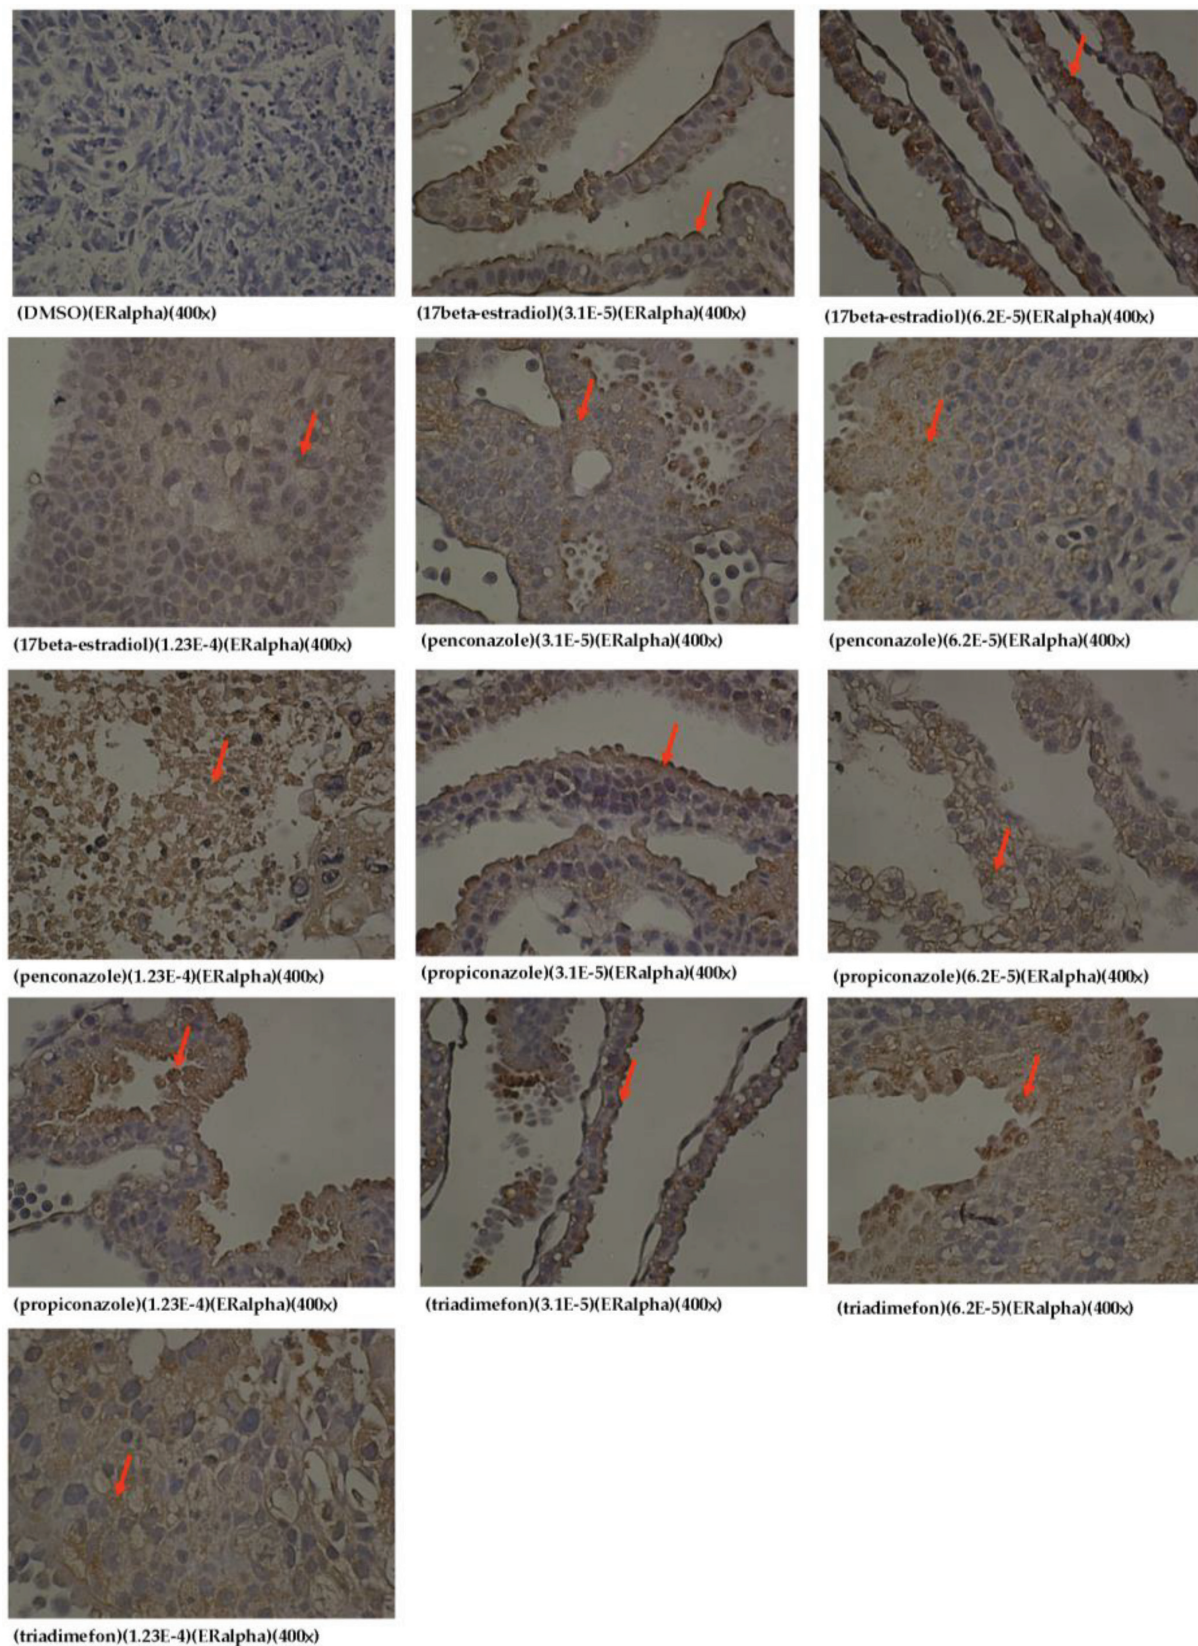 (DMSO)(ERalpha)(400x)
(17beta-estradiol)(3.1E-5)(ERalpha)(400x)
(17beta-estradiol)(6.2E-5)(ERalpha)(400x)
(17beta-estradiol)(1.23E-4)(ERalpha)(400x)
(penconazole)(3.1E-5)(ERalpha)(400x)
(penconazole)(6.2E-5)(ERalpha)(400x)
(penconazole)(1.23E-4)(ERalpha)(400x)
(propiconazole)(3.1E-5)(ERalpha)(400x)
(propiconazole)(6.2E-5)(ERalpha)(400x)
(propiconazole)(1.23E-4)(ERalpha)(400x)
(triadimefon)(3.1E-5)(ERalpha)(400x)
(triadimefon)(6.2E-5)(ERalpha)(400x)
(triadimefon)(1.23E-4)(ERalpha)(400x)